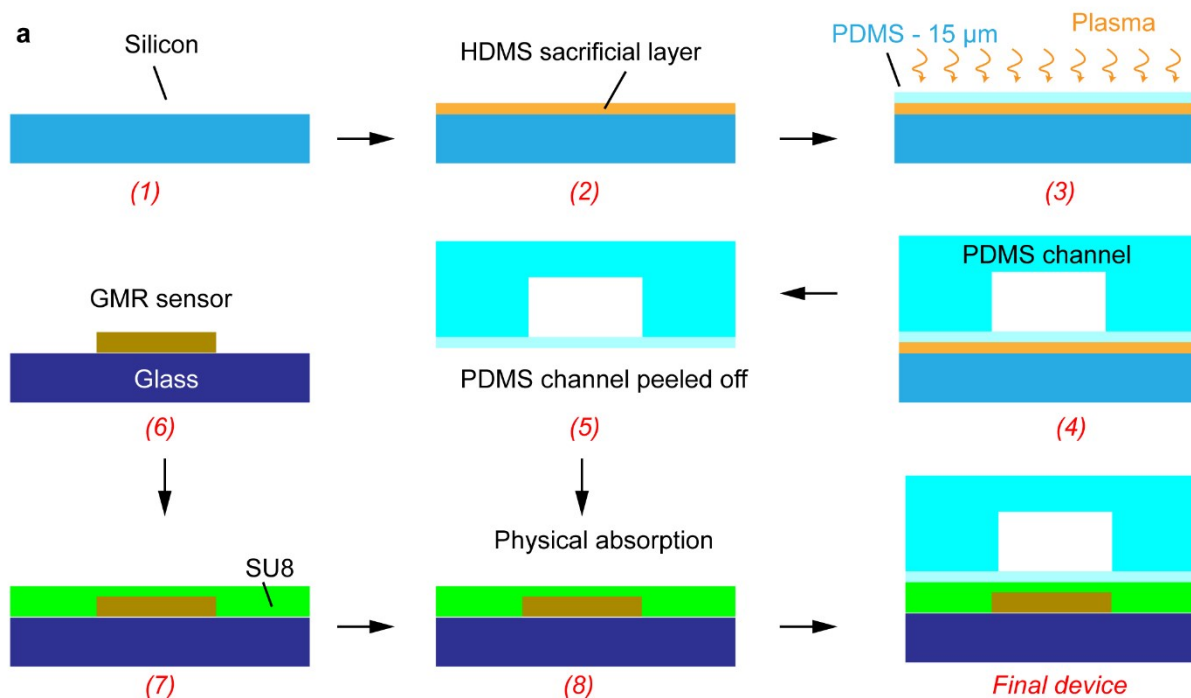 a
Silicon
(1)
HDMS sacrificial layer
(2)
PDMS - 15 µm
Plasma
(3)
GMR sensor
Glass
(6)
PDMS channel peeled off
(5)
PDMS channel
(4)
SU8
(7)
Physical absorption
(8)
Final device